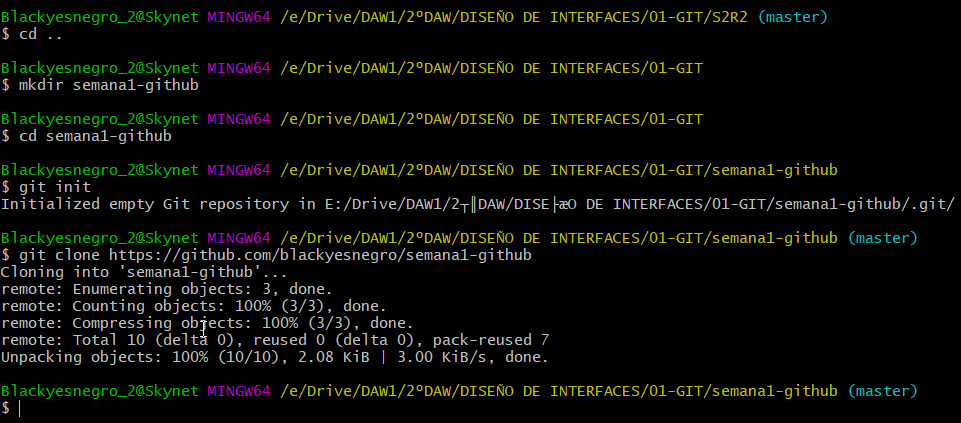 Blackyesnegro_2@Skynet MINGW64 /e/Drive/DAW1/2ºDAW/DISEÑO DE INTERFACES/01-GIT/S2R2 (master)
$ cd ..
Blackyesnegro_2@Skynet MINGW64 /e/Drive/DAW1/2ºDAW/DISEÑO DE INTERFACES/01-GIT
$ mkdir semana1-github
Blackyesnegro_2@Skynet MINGW64 /e/Drive/DAW1/2ºDAW/DISEÑO DE INTERFACES/01-GIT
$ cd semana1-github
Blackyesnegro_2@Skynet MINGW64 /e/Drive/DAW1/2ºDAW/DISEÑO DE INTERFACES/01-GIT/semana1-github
$ git init
Initialized empty Git repository in E:/Drive/DAW1/2┬║DAW/DISE├æO DE INTERFACES/01-GIT/semana1-github/.git/
Blackyesnegro_2@Skynet MINGW64 /e/Drive/DAW1/2ºDAW/DISEÑO DE INTERFACES/01-GIT/semana1-github (master)
$ git clone https://github.com/blackyesnegro/semana1-github
Cloning into 'semana1-github'...
remote: Enumerating objects: 3, done.
remote: Counting objects: 100% (3/3), done.
remote: Compressing objects: 100% (3/3), done.
remote: Total 10 (delta 0), reused 0 (delta 0), pack-reused 7
Unpacking objects: 100% (10/10), 2.08 KiB | 3.00 KiB/s, done.
Blackyesnegro_2@Skynet MINGW64 /e/Drive/DAW1/2ºDAW/DISEÑO DE INTERFACES/01-GIT/semana1-github (master)
$